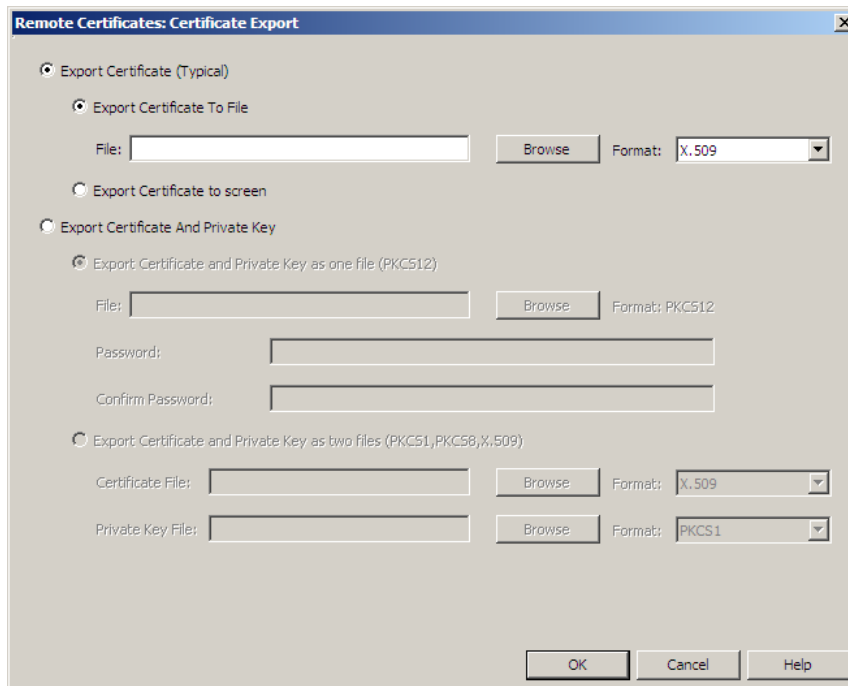 Remote Certificates: Certificate Export
Export Certificate (Typical)
Export Certificate To File
File: Browse Format: X.509
Export Certificate to screen
Export Certificate And Private Key
Export Certificate and Private Key as one file (PKCS12)
File: Browse Format: PKCS12
Password:
Confirm Password:
Export Certificate and Private Key as two files (PKCS1,PKCS8,X.509)
Certificate File: Browse Format: X.509
Private Key File: Browse Format: PKCS1
OK Cancel Help